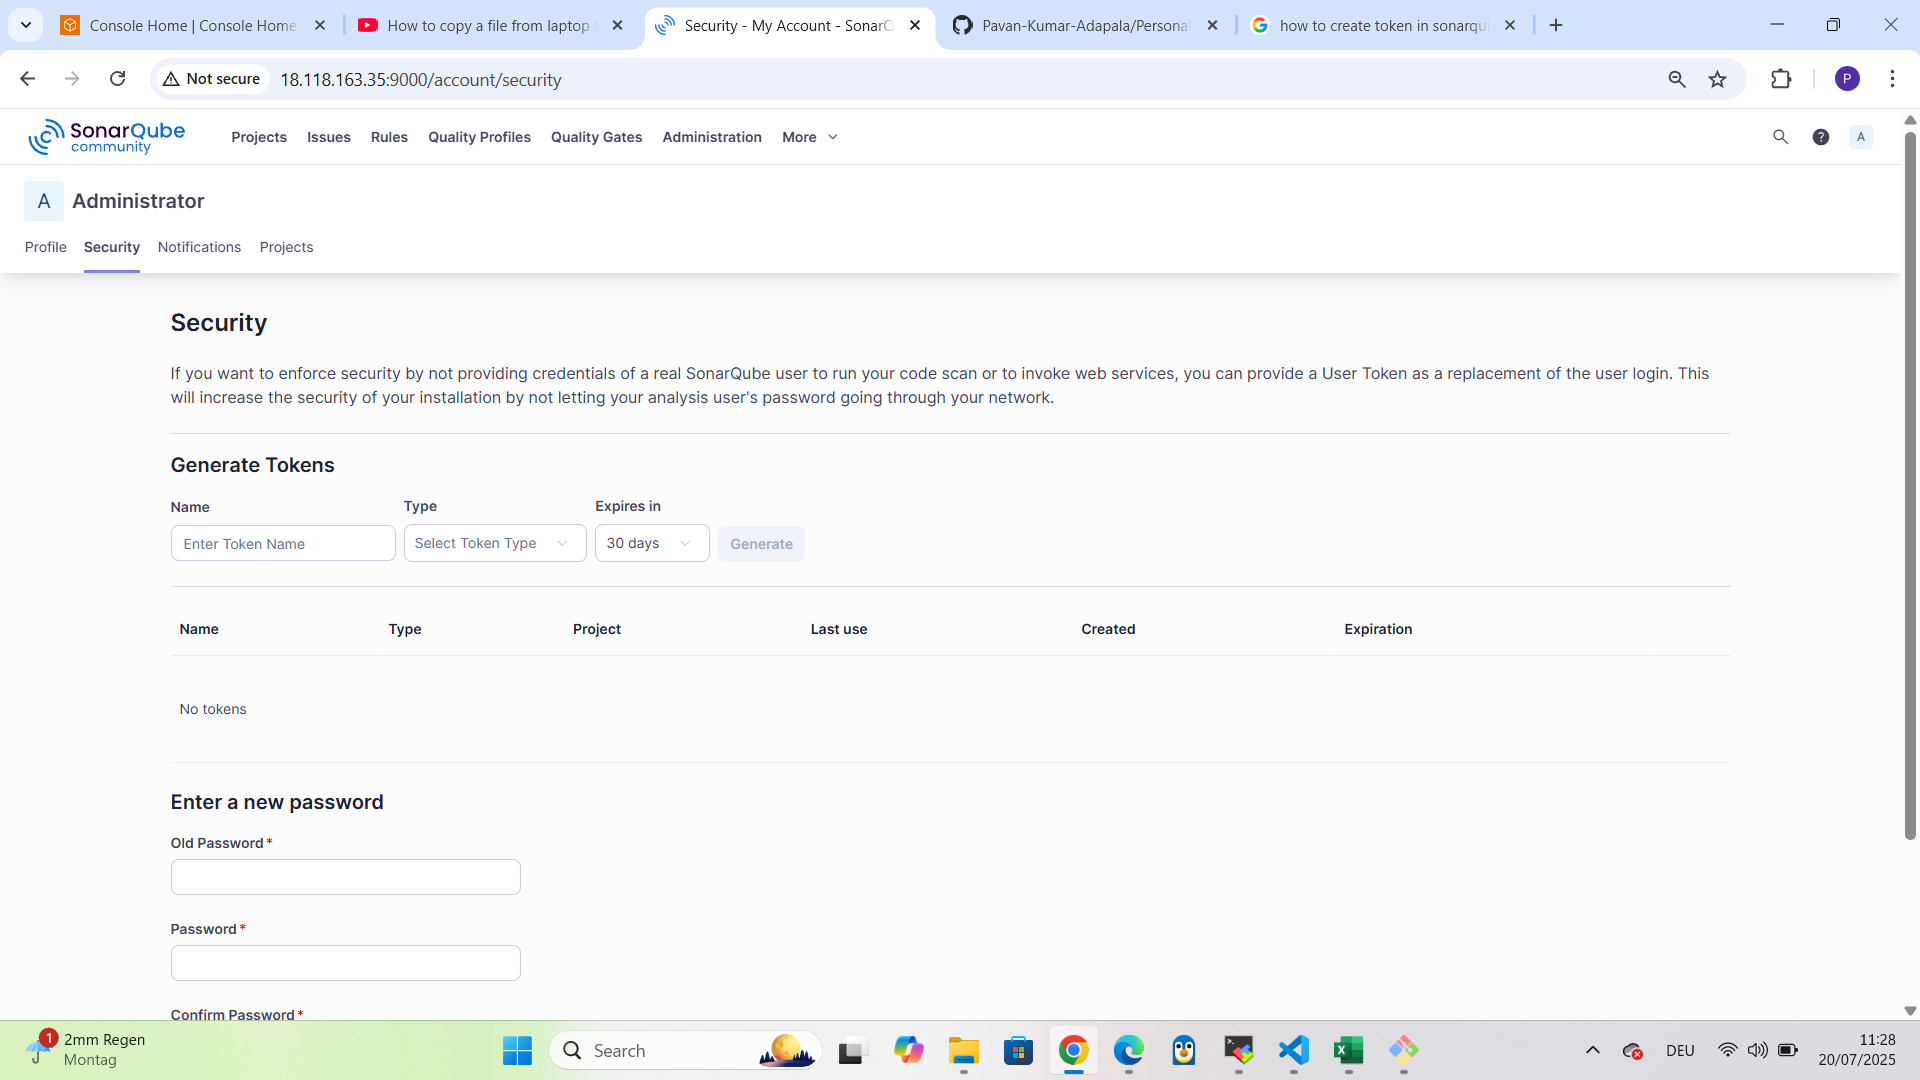 Console Home | Console Home
How to copy a file from laptop
Security - My Account - SonarQ
Pavan-Kumar-Adapala/Personal
how to create token in sonarqu
Not secure
18.118.163.35:9000/account/security
P
SonarQube
community
Projects
Issues
Rules
Quality Profiles
Quality Gates
Administration
More
?
A
A
Administrator
Profile
Security
Notifications
Projects
Security
If you want to enforce security by not providing credentials of a real SonarQube user to run your code scan or to invoke web services, you can provide a User Token as a replacement of the user login. This
will increase the security of your installation by not letting your analysis user's password going through your network.
Generate Tokens
Name
Type
Expires in
Enter Token Name
Select Token Type
30 days
Generate
Name
Type
Project
Last use
Created
Expiration
No tokens
Enter a new password
Old Password *
Password *
Confirm Password *
1
2mm Regen
Montag
Search
DEU
11:28
20/07/2025